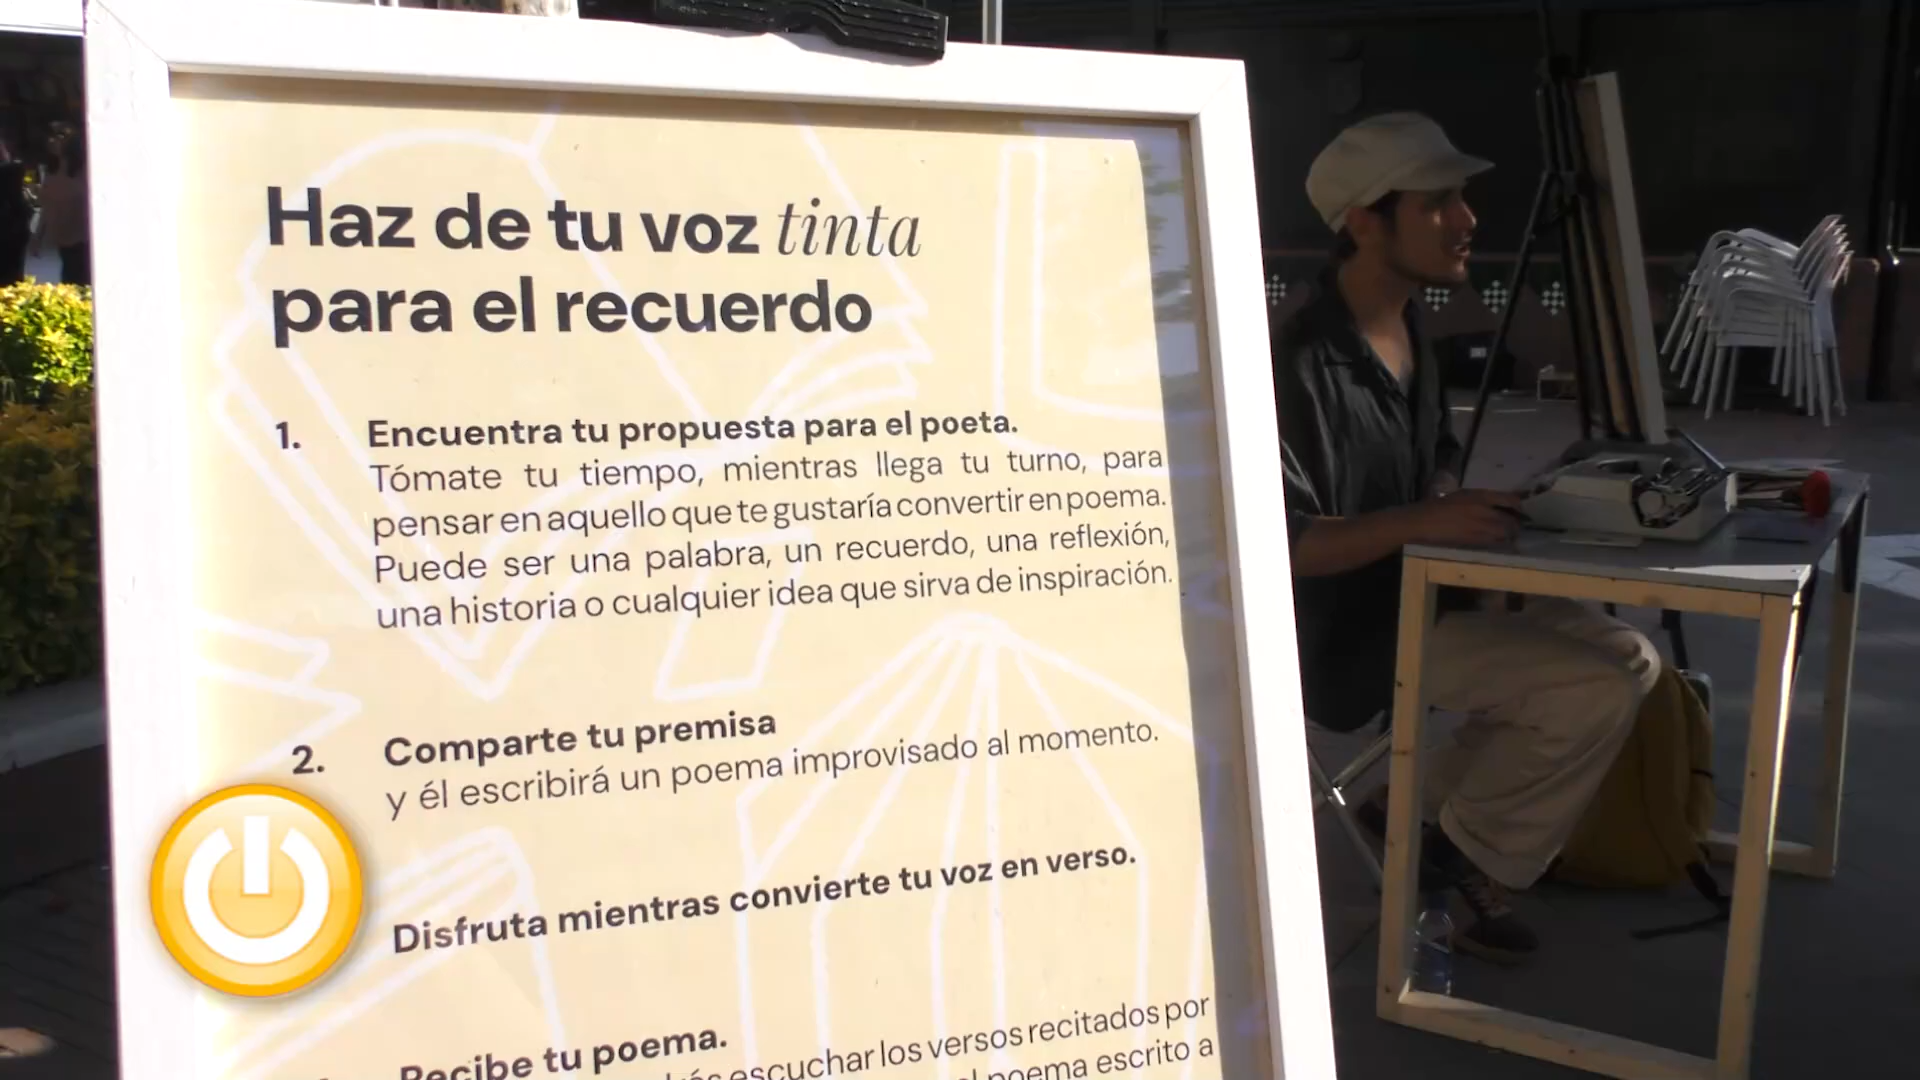 Haz de tu voz tinta
para el recuerdo
1. Encuentra tu propuesta para el poeta.
Tómate tu tiempo, mientras llega tu turno, para
pensar en aquello que te gustaría convertir en poema.
Puede ser una palabra, un recuerdo, una reflexión,
una historia o cualquier idea que sirva de inspiración.
2. Comparte tu premisa
y él escribirá un poema improvisado al momento.
Disfruta mientras convierte tu voz en verso.
Recibe tu poema.
escuchar los versos recitados por
poema escrito a